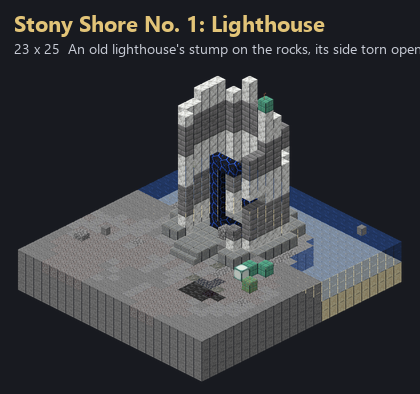 Stony Shore No. 1: Lighthouse
23 x 25 An old lighthouse's stump on the rocks, its side torn open